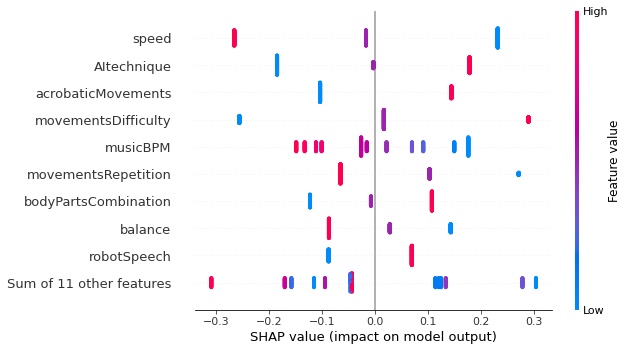 High
speed
AItechnique
acrobaticMovements
movementsDifficulty
musicBPM
movementsRepetition
bodyPartsCombination
balance
robotSpeech
Sum of 11 other features
Feature value
Low
−0.3 −0.2 −0.1 0.0 0.1 0.2 0.3
SHAP value (impact on model output)